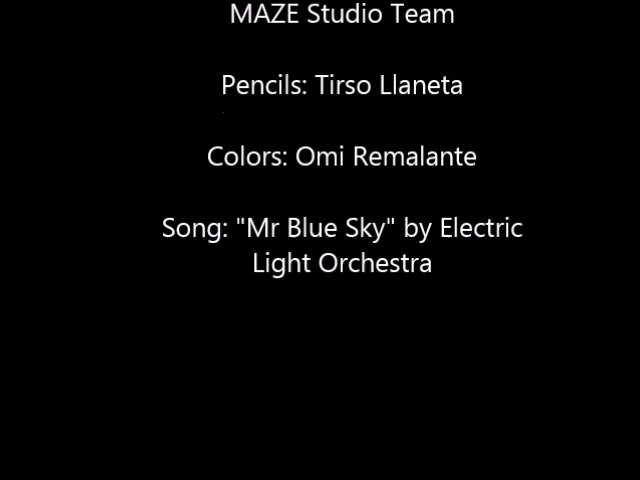 MAZE Studio Team
Pencils: Tirso Llaneta
Colors: Omi Remalante
Song: "Mr Blue Sky" by Electric
Light Orchestra